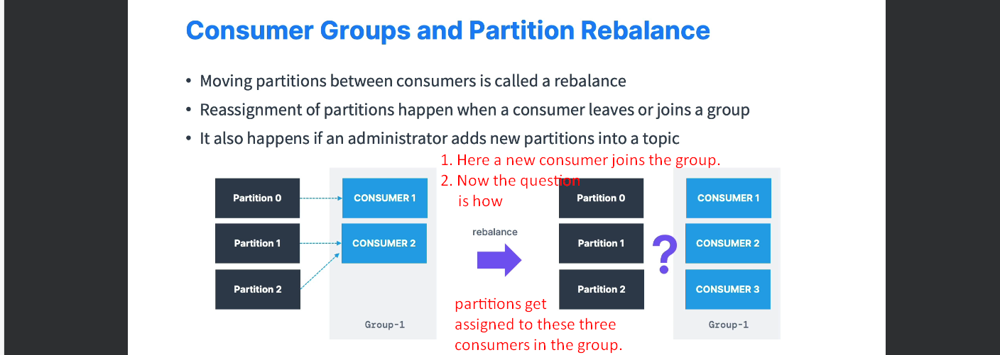 Consumer Groups and Partition Rebalance
• Moving partitions between consumers is called a rebalance
• Reassignment of partitions happen when a consumer leaves or joins a group
• It also happens if an administrator adds new partitions into a topic
1. Here a new consumer joins the group.
2. Now the question
is how
Partition 0
CONSUMER 1
Partition 1
CONSUMER 2
Partition 2
Group-1
rebalance
Partition 0
CONSUMER 1
Partition 1
?
CONSUMER 2
Partition 2
CONSUMER 3
Group-1
partitions get
assigned to these three
consumers in the group.